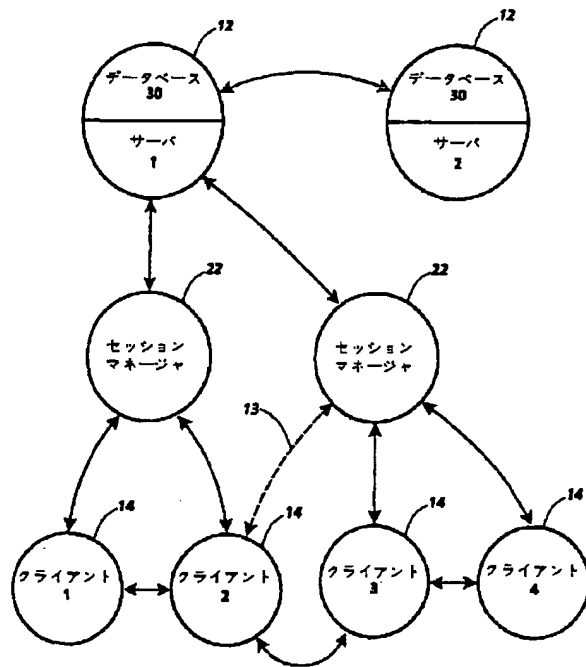 12
12
データベース
30
データベース
30
サーバ
1
サーバ
2
22
22
セッション
マネージャ
セッション
マネージャ
13
14
14
14
14
クライアント
1
クライアント
2
クライアント
3
クライアント
4